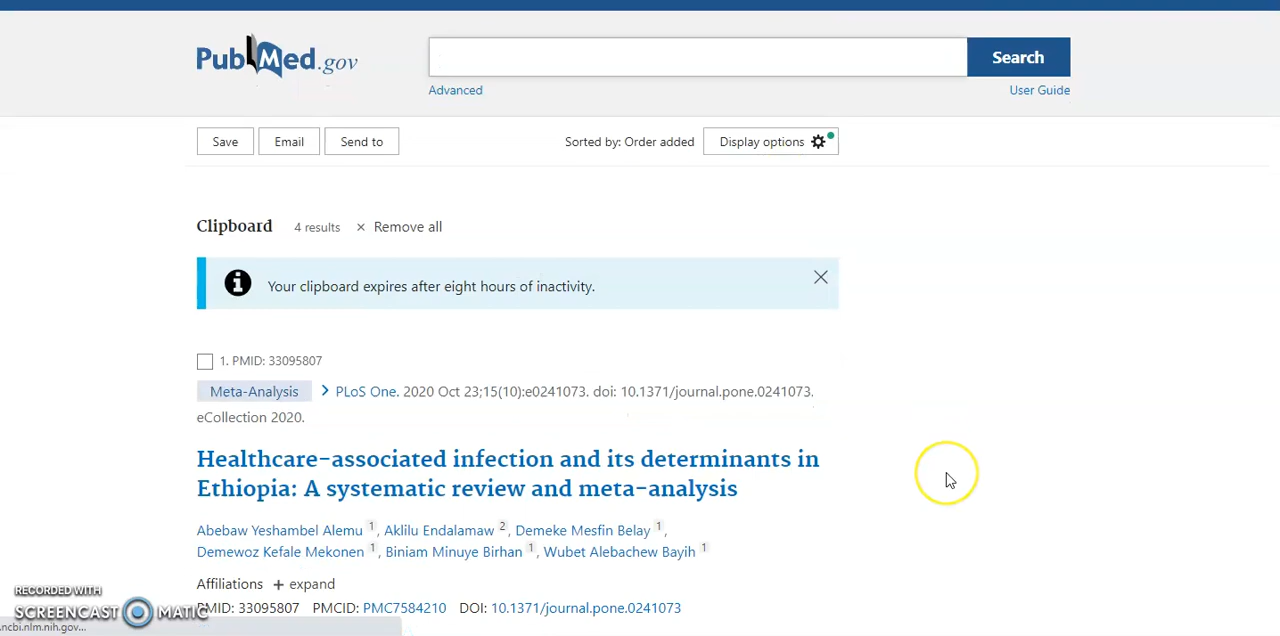 PubMed.gov
Search
Advanced
User Guide
Save
Email
Send to
Sorted by: Order added
Display options
Clipboard
4 results
× Remove all
Your clipboard expires after eight hours of inactivity.
1. PMID: 33095807
Meta-Analysis
PLoS One. 2020 Oct 23;15(10):e0241073. doi: 10.1371/journal.pone.0241073.
eCollection 2020.
Healthcare-associated infection and its determinants in
Ethiopia: A systematic review and meta-analysis
Abebaw Yeshambel Alemu 1, Aklilu Endalamaw 2, Demeke Mesfin Belay 1,
Demewoz Kefale Mekonen 1, Biniam Minuye Birhan 1, Wubet Alebachew Bayih 1
Affiliations + expand
PMID: 33095807 PMCID: PMC7584210 DOI: 10.1371/journal.pone.0241073
RECORDED WITH
SCREENCAST MATIC
.ncbi.nlm.nih.gov...